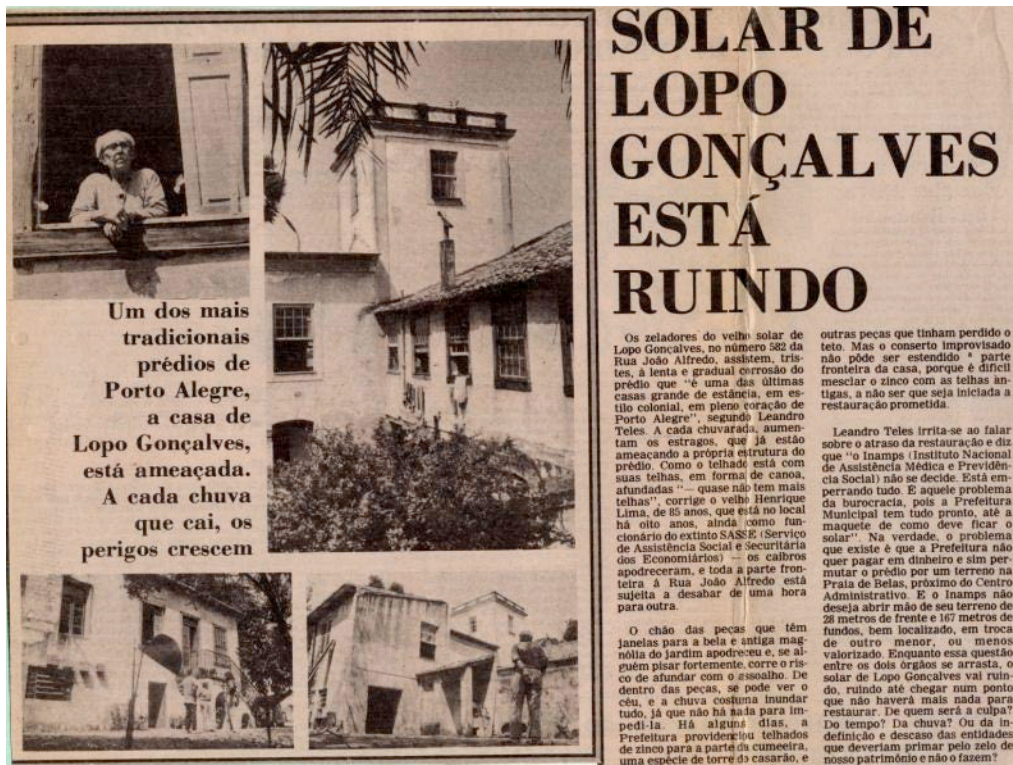 SOLAR DE
LOPO
GONÇALVES
ESTÁ
RUINDO
Um dos mais
tradicionais
prédios de
Porto Alegre,
a casa de
Lopo Gonçalves,
está ameaçada.
A cada chuva
que cai, os
perigos crescem
Os zeladores do velho solar de
Lopo Gonçalves, no número 582 da
Rua João Alfredo, assistem, tris-
tes, à lenta e gradual corrosão do
prédio que "é uma das últimas
casas grande de estância, em es-
tilo colonial, em pleno coração de
Porto Alegre", segundo Leandro
Teles. A cada chuvarada, aumen-
tam os estragos, que já estão
ameaçando a própria estrutura do
prédio. Como o telhado está com
suas telhas, em forma de canoa,
afundadas "— quase não tem mais
telhas", corrige o velho Henrique
Lima, de 85 anos, que está no local
há oito anos, ainda como fun-
cionário do extinto SASSE (Serviço
de Assistência Social e Securitária
dos Economiários) — os caibros
apodreceram, e toda a parte fron-
teira à Rua João Alfredo está
sujeita a desabar de uma hora
para outra.
O chão das peças que têm
janelas para a bela e antiga mag-
nólia do jardim apodreceu e, se al-
guém pisar fortemente, corre o ris-
co de afundar com o assoalho. De
dentro das peças, se pode ver o
céu, e a chuva costuma inundar
tudo, já que não há nada para im-
pedi-la. Há alguns dias, a
Prefeitura providenciou telhados
de zinco para a parte da cumeeira,
uma espécie de torre do casarão, e
outras peças que tinham perdido o
teto. Mas o conserto improvisado
não pôde ser estendido ª parte
fronteira da casa, porque é difícil
mesclar o zinco com as telhas an-
tigas, a não ser que seja iniciada a
restauração prometida.
Leandro Teles irrita-se ao falar
sobre o atraso da restauração e diz
que "o Inamps (Instituto Nacional
de Assistência Médica e Previdên-
cia Social) não se decide. Está em-
perrando tudo. É aquele problema
da burocracia, pois a Prefeitura
Municipal tem tudo pronto, até a
maquete de como deve ficar o
solar". Na verdade, o problema
que existe é que a Prefeitura não
quer pagar em dinheiro e sim per-
mutar o prédio por um terreno na
Praia de Belas, próximo do Centro
Administrativo. E o Inamps não
deseja abrir mão de seu terreno de
28 metros de frente e 167 metros de
fundos, bem localizado, em troca
de outro menor, ou menos
valorizado. Enquanto essa questão
entre os dois órgãos se arrasta, o
solar de Lopo Gonçalves vai ruin-
do, ruindo até chegar num ponto
que não haverá mais nada para
restaurar. De quem será a culpa?
Do tempo? Da chuva? Ou da in-
definição e descaso das entidades
que deveriam primar pelo zelo de
nosso patrimônio e não o fazem?